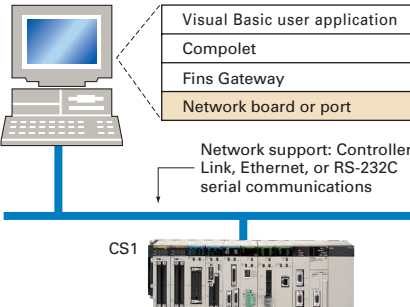 Visual Basic user application
Compolet
Fins Gateway
Network board or port
Network support: Controller
Link, Ethernet, or RS-232C
serial communications
CS1